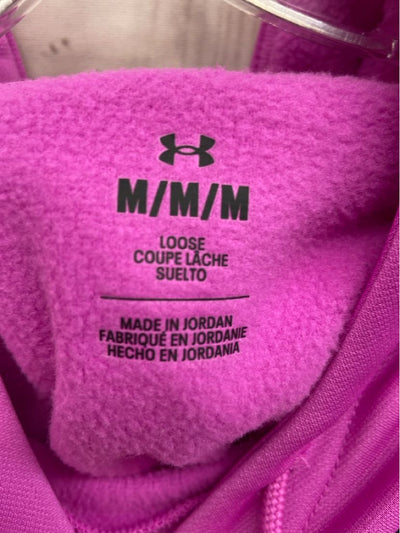 M/M/M
LOOSE
COUPE LÂCHE
SUELTO
MADE IN JORDAN
FABRIQUÉ EN JORDANIE
HECHO EN JORDANIA